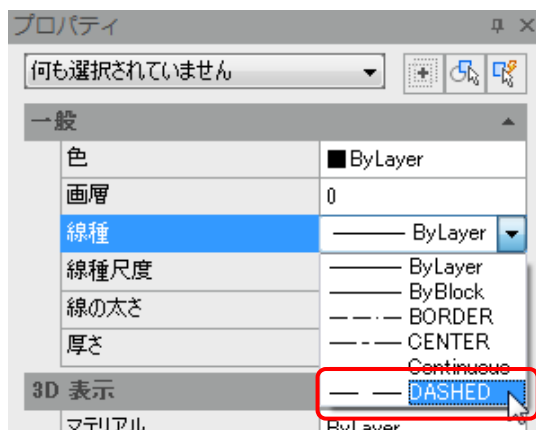 プロパティ
何も選択されていません
一般
色 ByLayer
画層 0
線種 ByLayer
線種尺度 ByLayer
線の太さ ByBlock
BORDER
厚さ CENTER
Continuous
3D 表示 DASHED
マテリアル ByLayer